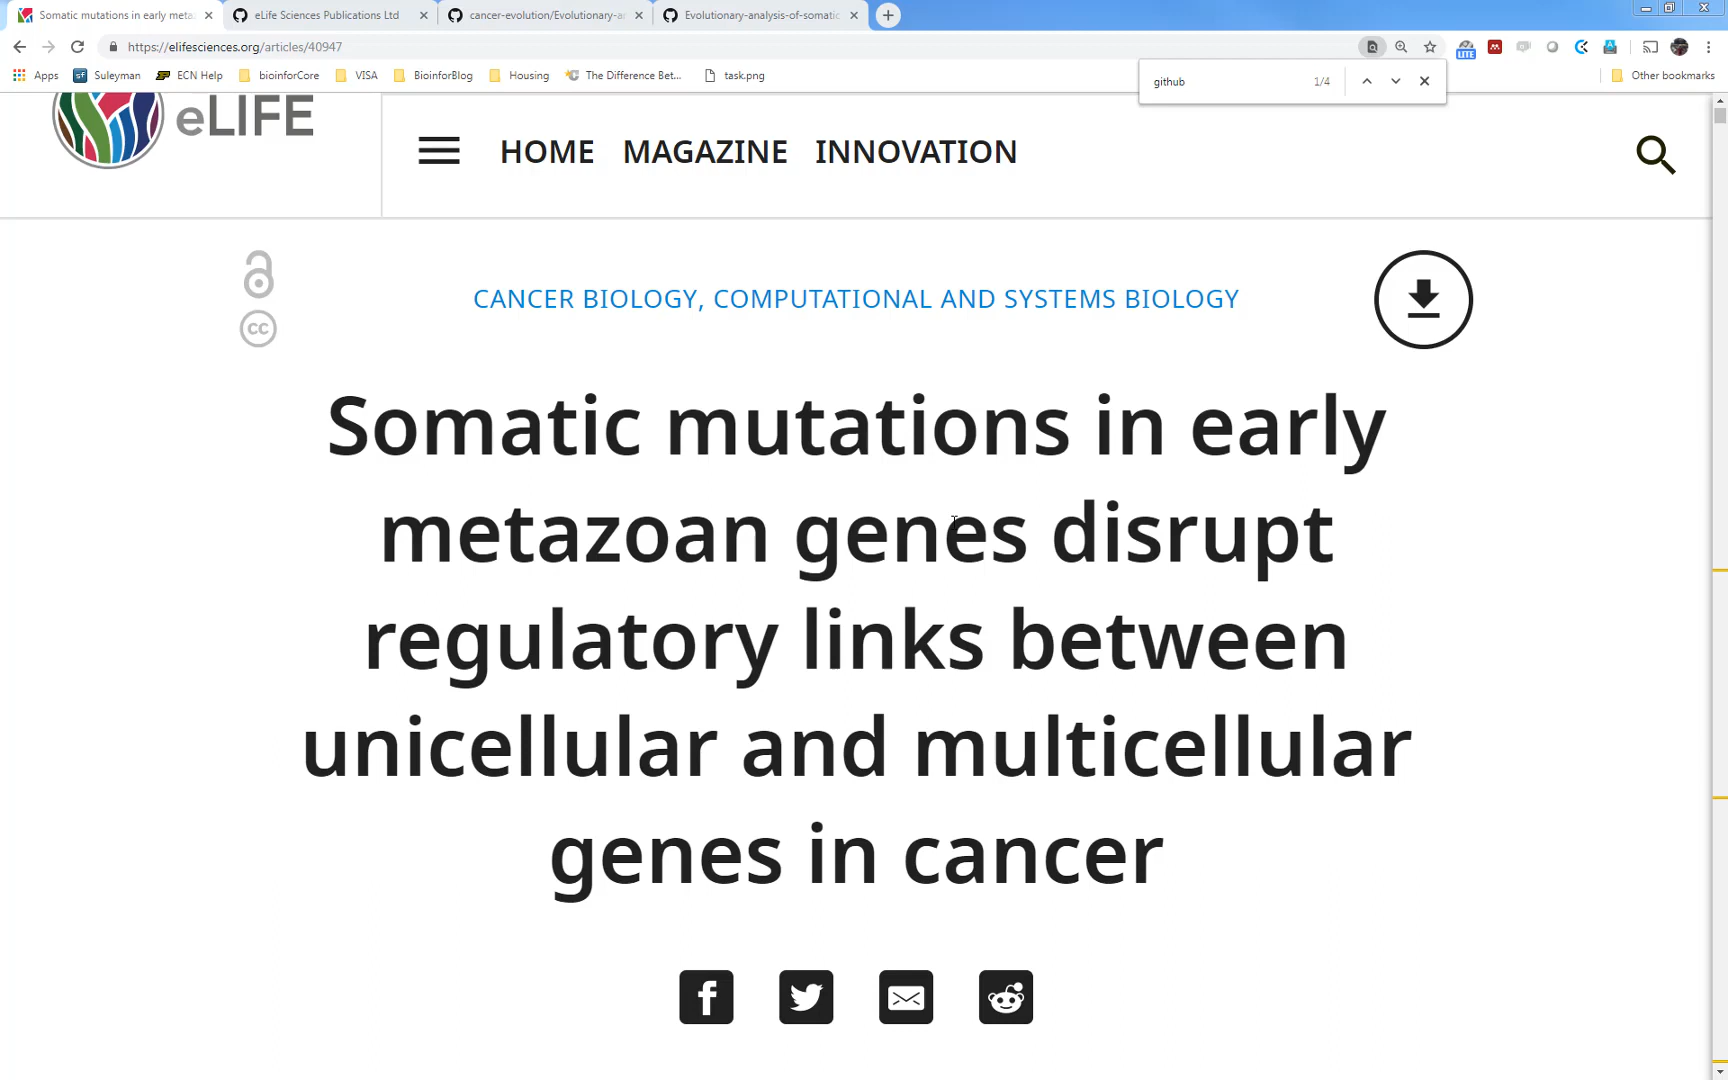 Somatic mutations in early meta
eLife Sciences Publications Ltd
cancer-evolution/Evolutionary-a
Evolutionary-analysis-of-somatic
https://elifesciences.org/articles/40947
Apps
Suleyman
ECN Help
bioinforCore
VISA
BioinforBlog
Housing
The Difference Bet...
task.png
Other bookmarks
github
1/4
LITE
eLIFE
HOME
MAGAZINE
INNOVATION
cc
CANCER BIOLOGY, COMPUTATIONAL AND SYSTEMS BIOLOGY
Somatic mutations in early
metazoan genes disrupt
regulatory links between
unicellular and multicellular
genes in cancer